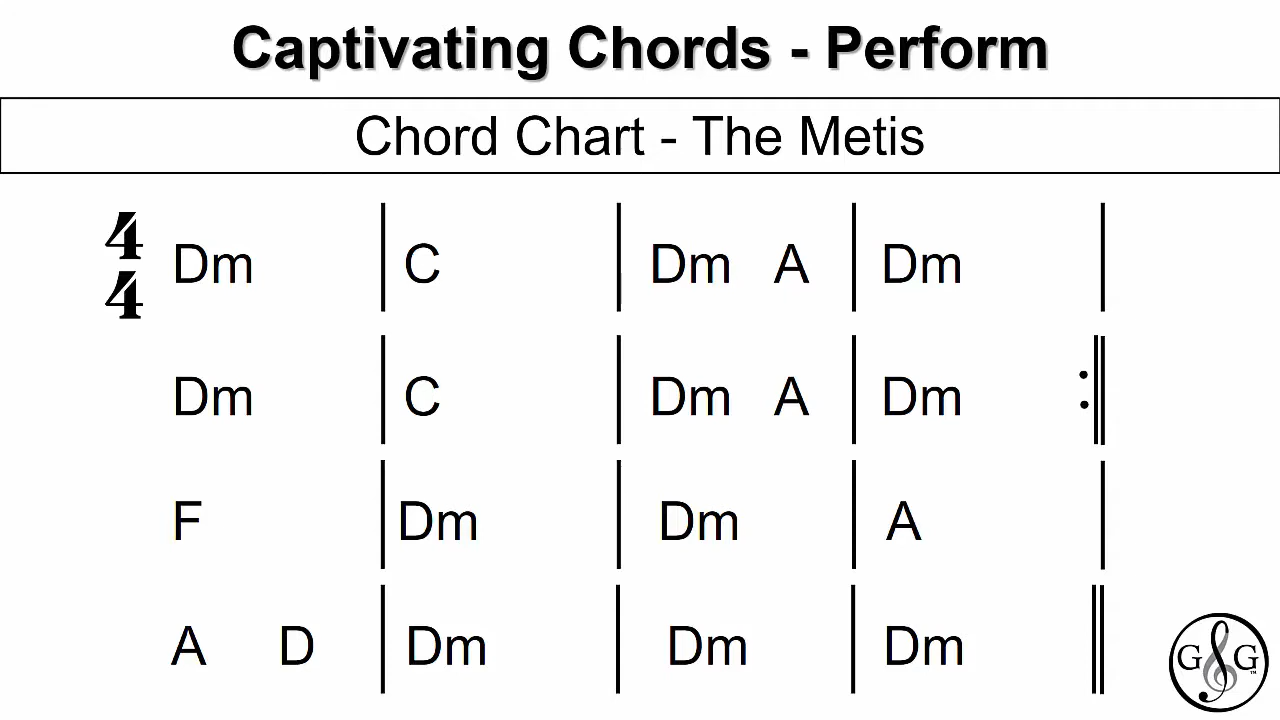 Captivating Chords - Perform
Chord Chart - The Metis
4
4
Dm C Dm A Dm
Dm C Dm A Dm :
F Dm Dm A
A D Dm Dm Dm
G G ™